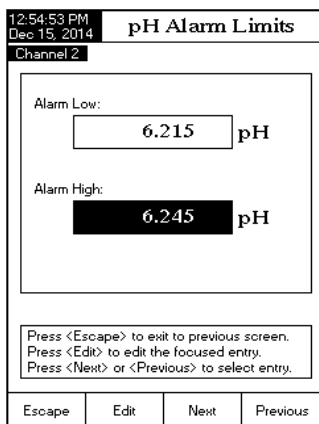 12:54:53 PM
Dec 15, 2014
pH Alarm Limits
Channel 2
Alarm Low:
6.215 pH
Alarm High:
6.245 pH
Press <Escape> to exit to previous screen.
Press <Edit> to edit the focused entry.
Press <Next> or <Previous> to select entry.
Escape Edit Next Previous